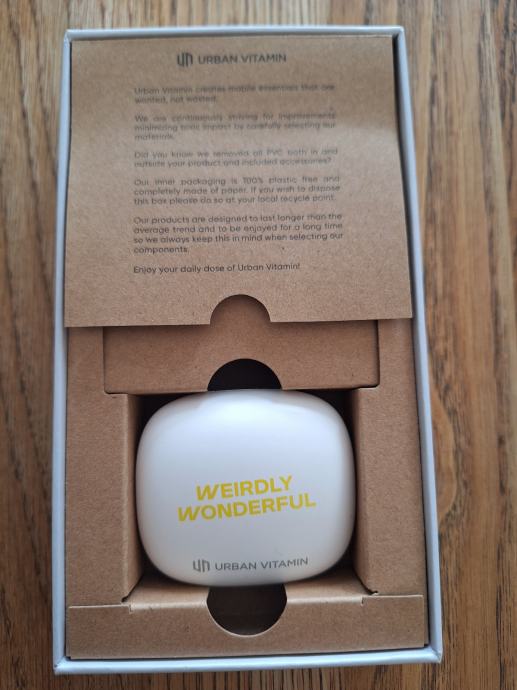 URBAN VITAMIN
Urban Vitamin creates mobile essentials that are
wanted, not wasted.
We are continuously striving for improvements
minimizing toxic impact by carefully selecting our
materials.
Did you know we removed all PVC both in and
outside your product and included accessoires?
Our inner packaging is 100% plastic free and
completely made of paper. If you wish to dispose
this box please do so at your local recycle point.
Our products are designed to last longer than the
average trend and to be enjoyed for a long time
so we always keep this in mind when selecting our
components.
Enjoy your daily dose of Urban Vitamin!
WEIRDLY
WONDERFUL
URBAN VITAMIN